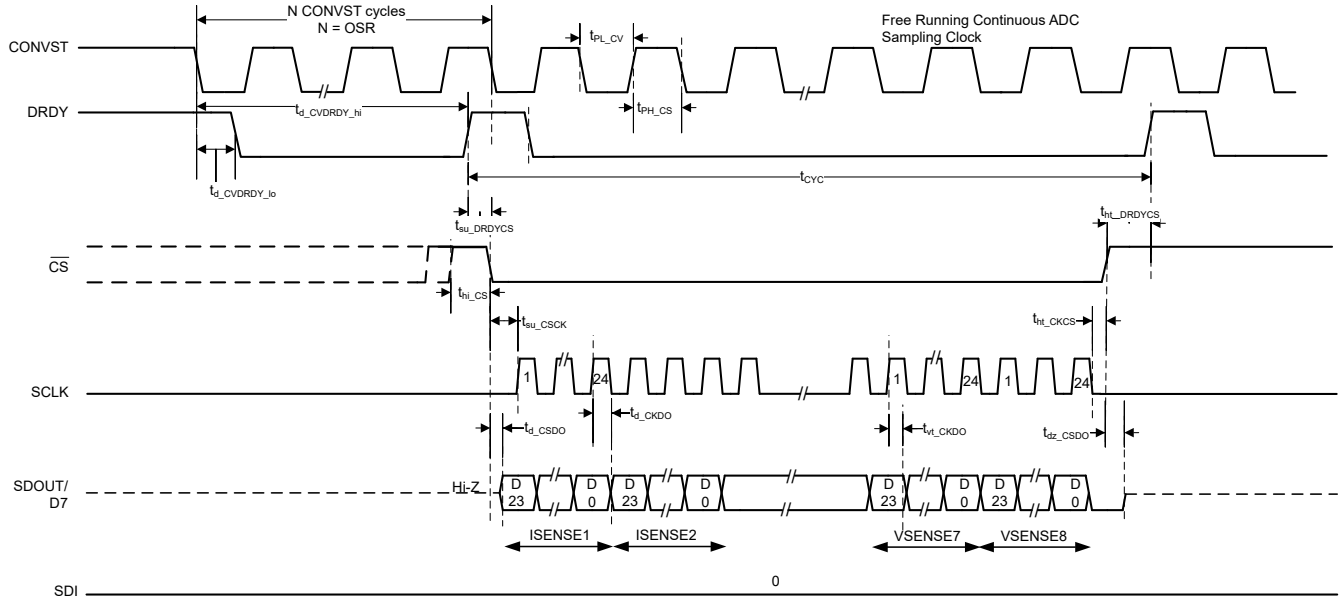 N CONVST cycles
N = OSR
Free Running Continuous ADC
Sampling Clock
CONVST
t_PL_CV
t_PH_CS
t_d_CVDRDY_hi
DRDY
t_d_CVDRDY_lo
t_CYC
t_su_DRDYCS
t_ht_DRDYCS
CS
t_hi_CS
t_su_CSCK
t_ht_CKCS
SCLK
1
24
1
24
1
24
t_d_CSDO
t_d_CKDO
t_vt_CKDO
t_dz_CSDO
SDOUT/
D7
Hi-Z
D
23
D
0
D
23
D
0
D
23
D
0
D
23
D
0
ISENSE1
ISENSE2
VSENSE7
VSENSE8
SDI
0